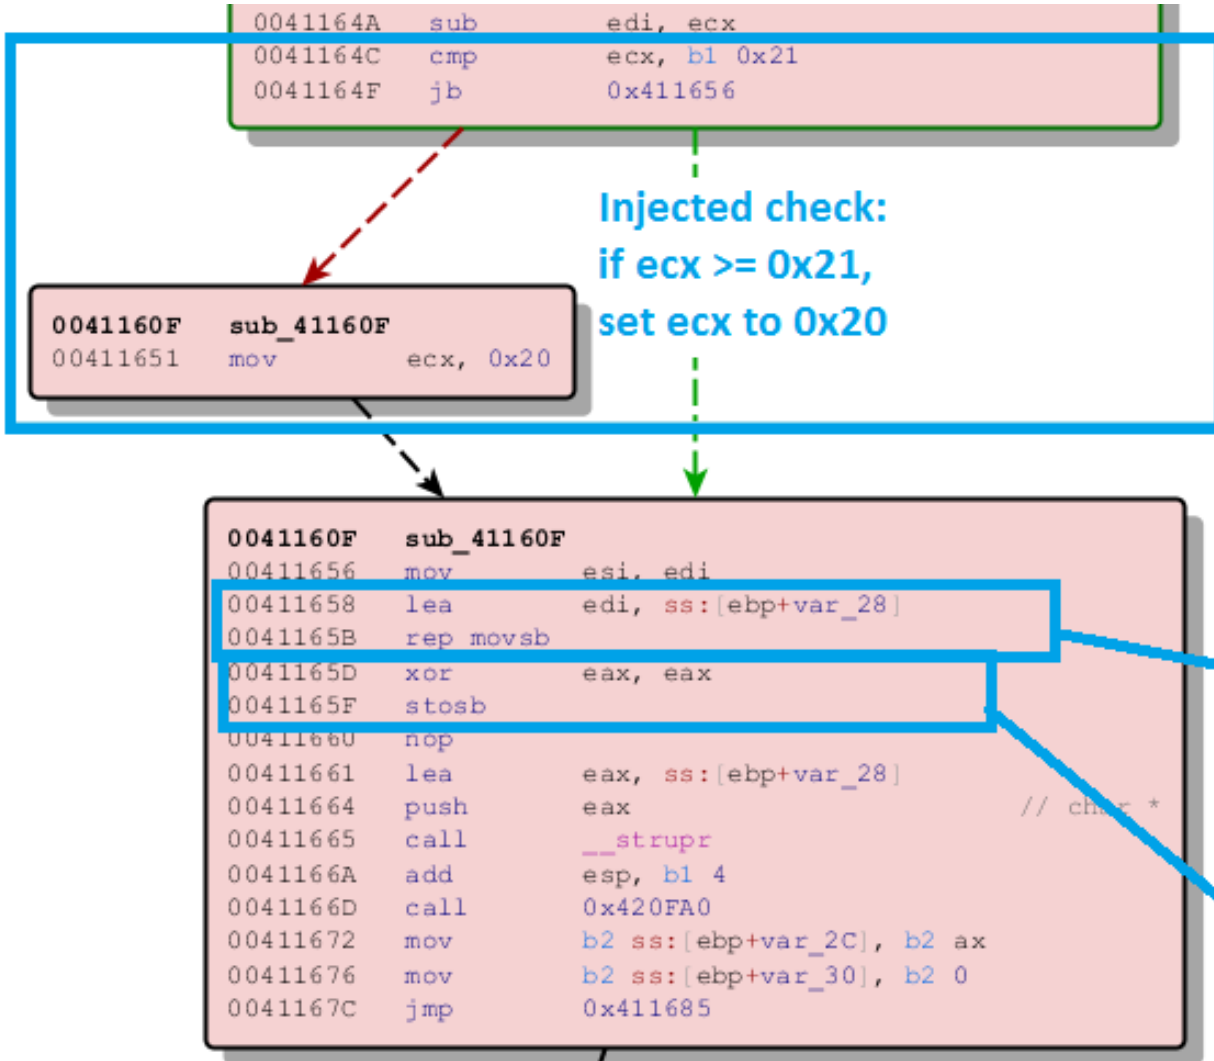 0041164A sub edi, ecx
0041164C cmp ecx, b1 0x21
0041164F jb 0x411656
Injected check:
if ecx >= 0x21,
set ecx to 0x20
0041160F sub_41160F
00411651 mov ecx, 0x20
0041160F sub_41160F
00411656 mov esi, edi
00411658 lea edi, ss:[ebp+var_28]
0041165B rep movsb
0041165D xor eax, eax
0041165F stosb
00411660 nop
00411661 lea eax, ss:[ebp+var_28]
00411664 push eax // char *
00411665 call __strupr
0041166A add esp, b1 4
0041166D call 0x420FA0
00411672 mov b2 ss:[ebp+var_2C], b2 ax
00411676 mov b2 ss:[ebp+var_30], b2 0
0041167C jmp 0x411685